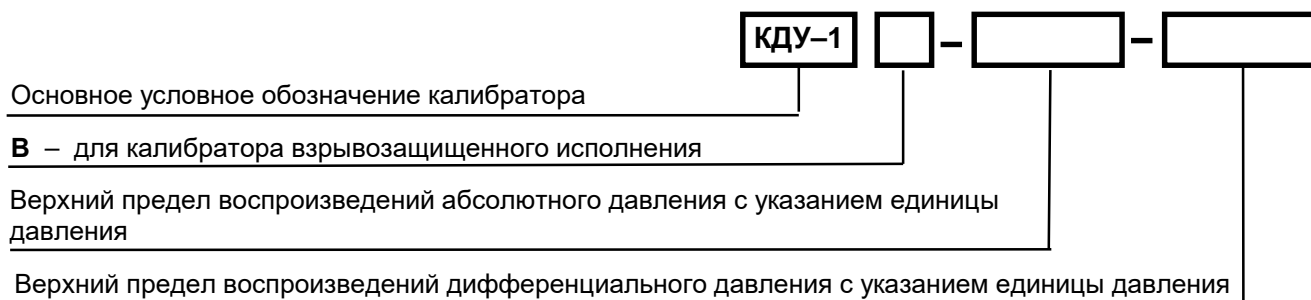 КДУ–1 – –
Основное условное обозначение калибратора
В – для калибратора взрывозащищенного исполнения
Верхний предел воспроизведений абсолютного давления с указанием единицы
давления
Верхний предел воспроизведений дифференциального давления с указанием единицы давления